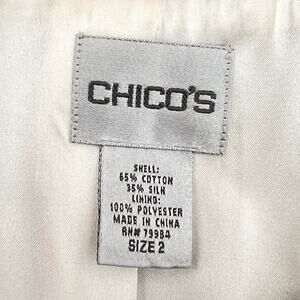 CHICO'S
SHELL:
65% COTTON
35% SILK
LINING:
100% POLYESTER
MADE IN CHINA
RN# 79984
SIZE 2